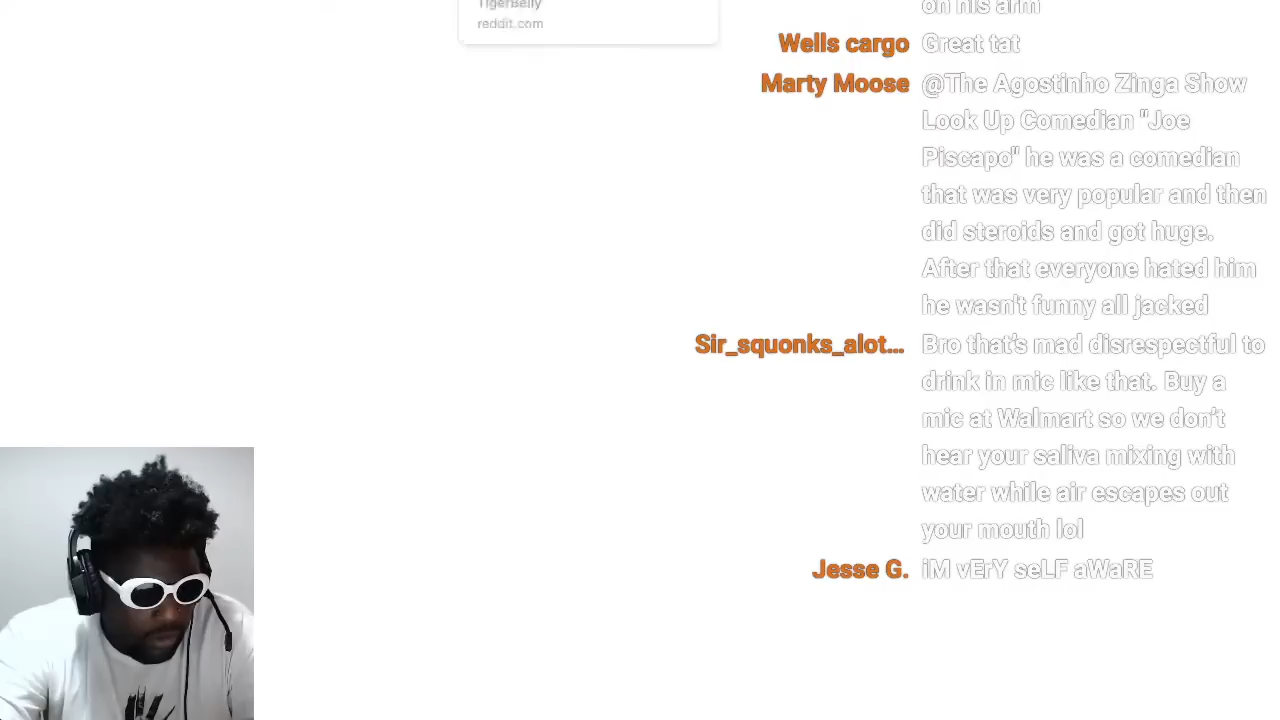 TigerBelly
reddit.com
on his arm
Wells cargo Great tat
Marty Moose @The Agostinho Zinga Show
Look Up Comedian "Joe
Piscapo" he was a comedian
that was very popular and then
did steroids and got huge.
After that everyone hated him
he wasn't funny all jacked
Sir_squonks_alot... Bro that's mad disrespectful to
drink in mic like that. Buy a
mic at Walmart so we don't
hear your saliva mixing with
water while air escapes out
your mouth lol
Jesse G. iM vErY seLF aWaRE